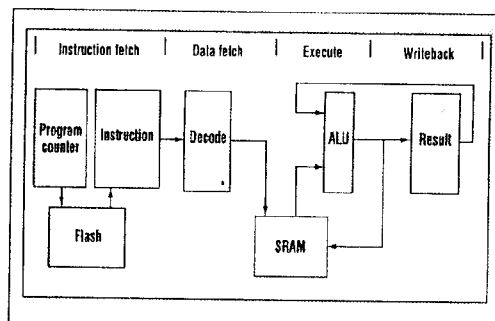 Instruction fetch
Data fetch
Execute
Writeback
Program
counter
Instruction
Decode
ALU
Result
Flash
SRAM